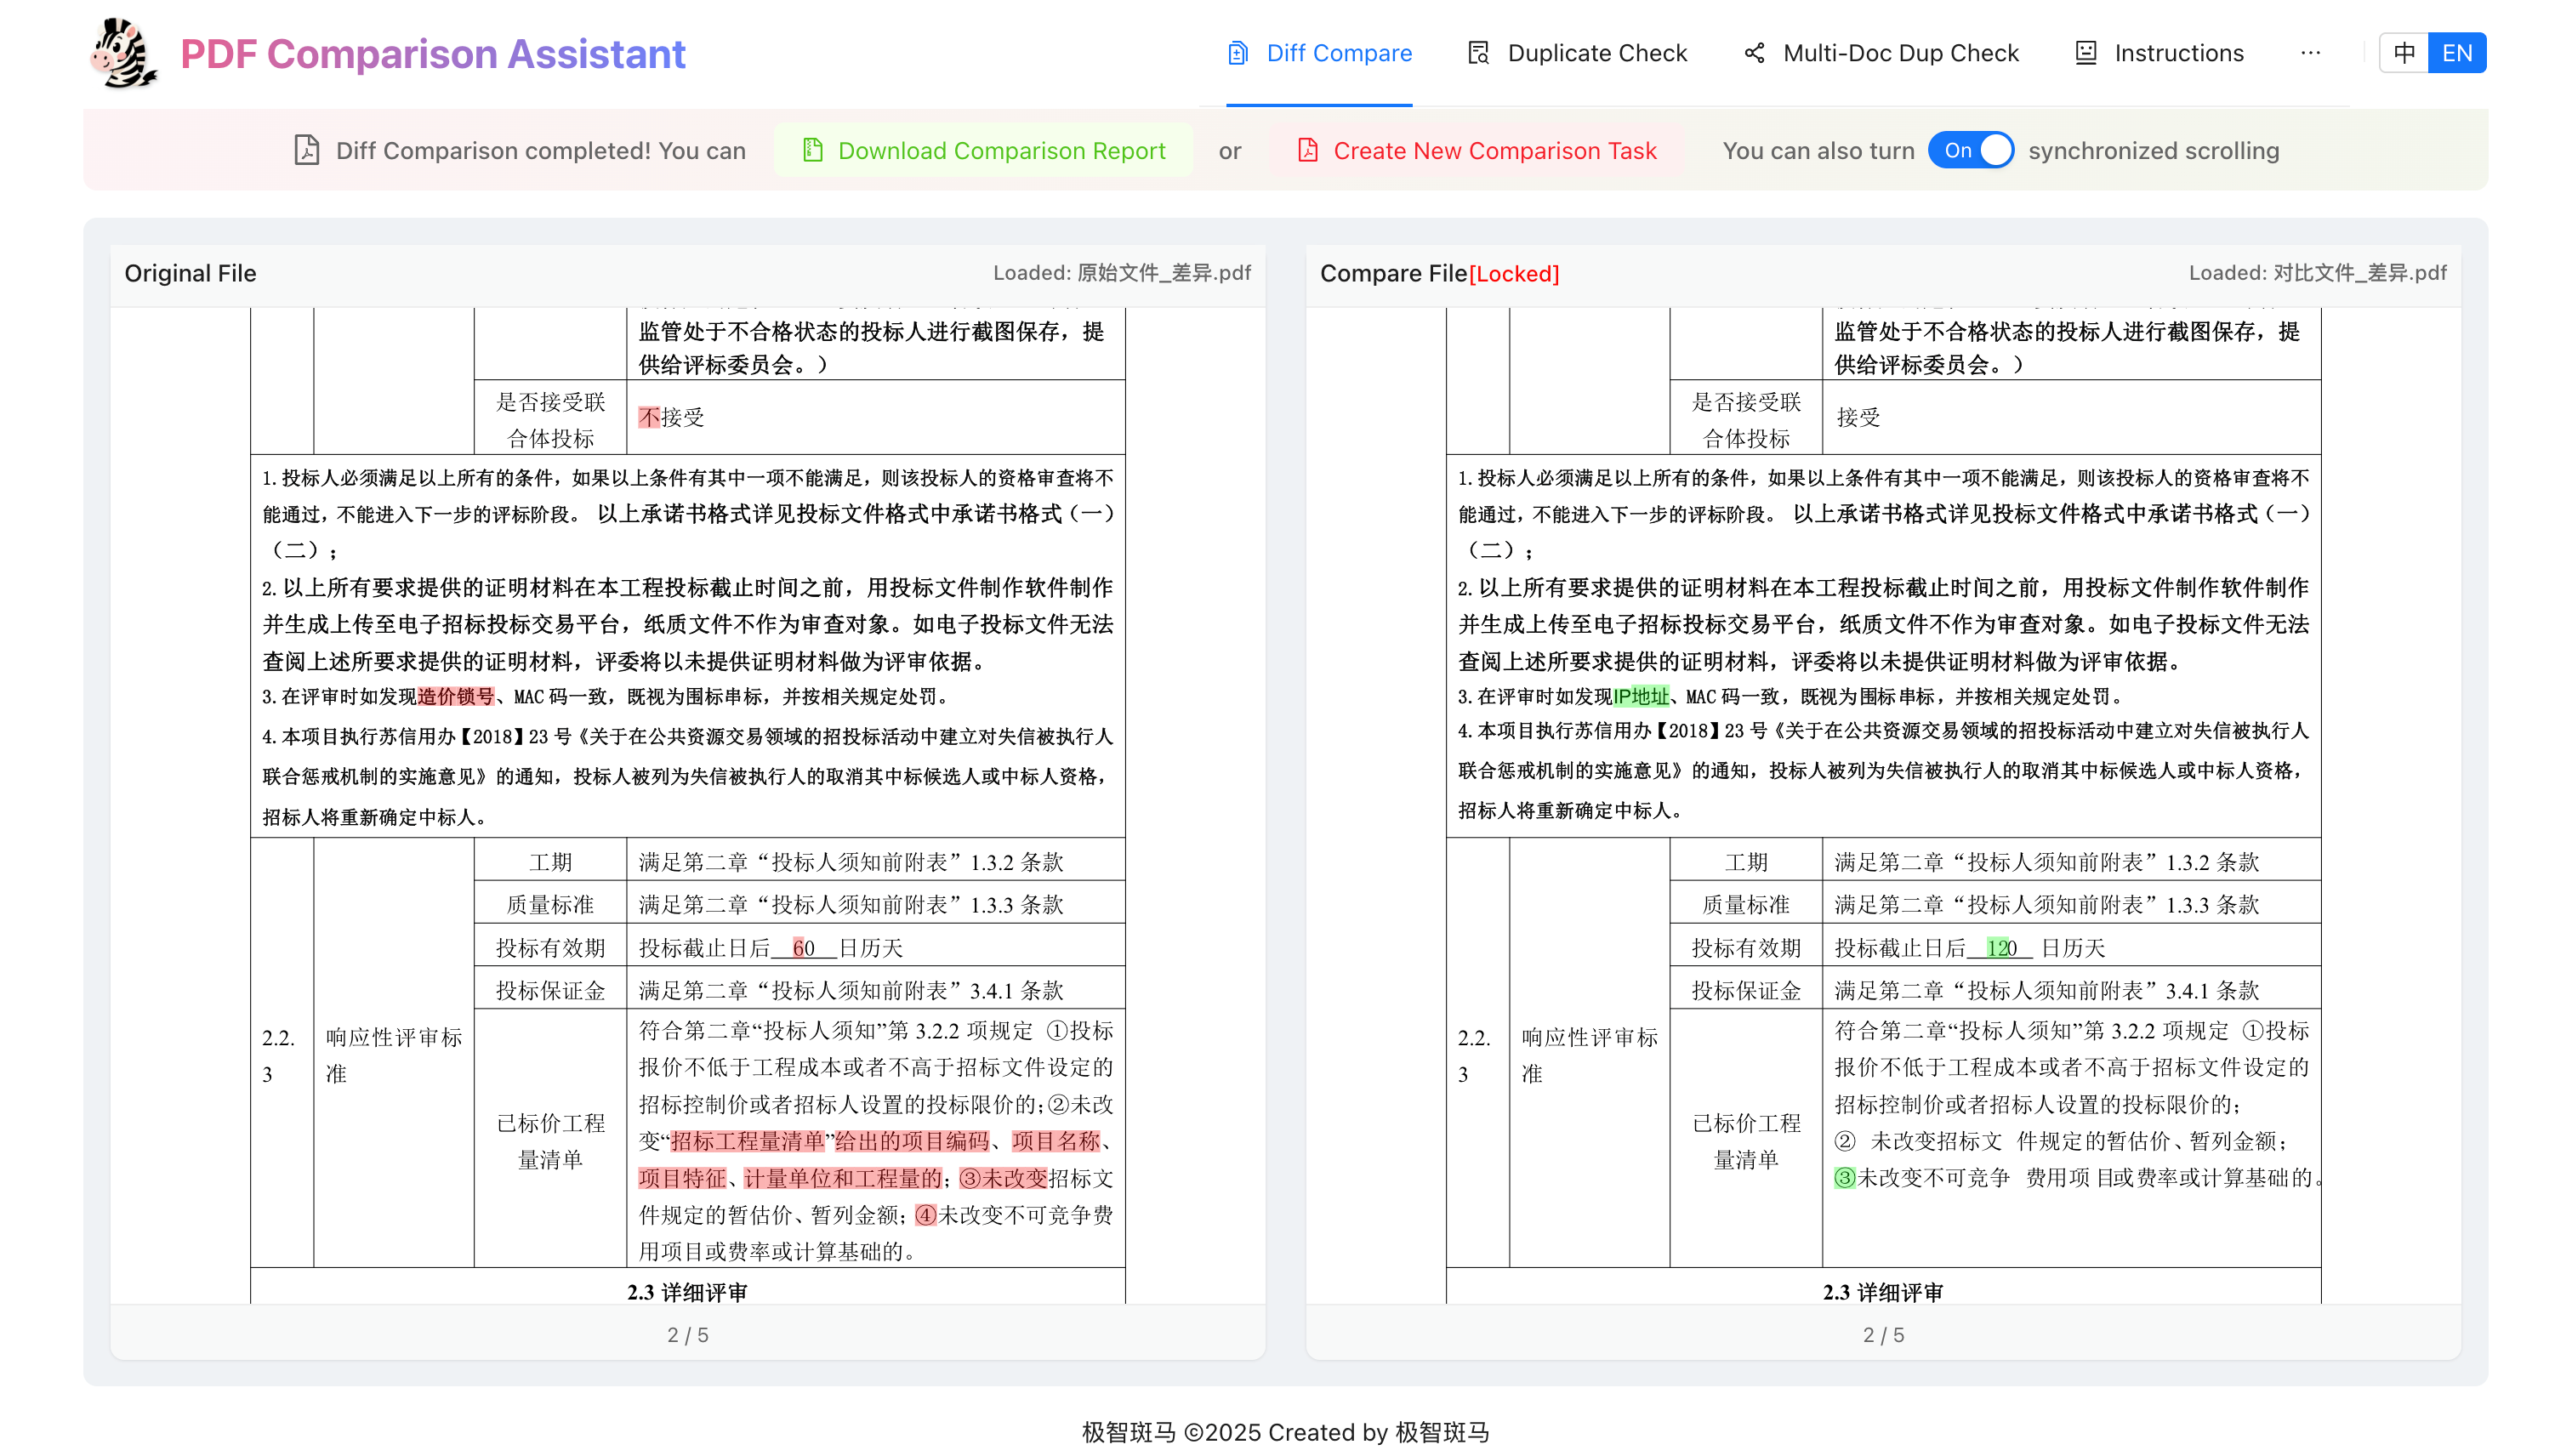 PDF Comparison Assistant
Diff Compare
Duplicate Check
Multi-Doc Dup Check
Instructions
···
中
EN
Diff Comparison completed! You can
Download Comparison Report
or
Create New Comparison Task
You can also turn
On
synchronized scrolling
Original File
Loaded: 原始文件_差异.pdf
监管处于不合格状态的投标人进行截图保存，提
供给评标委员会。）
是否接受联
合体投标
不接受
1. 投标人必须满足以上所有的条件，如果以上条件有其中一项不能满足，则该投标人的资格审查将不
能通过，不能进入下一步的评标阶段。 以上承诺书格式详见投标文件格式中承诺书格式（一）
（二）；
2. 以上所有要求提供的证明材料在本工程投标截止时间之前，用投标文件制作软件制作
并生成上传至电子招标投标交易平台，纸质文件不作为审查对象。如电子投标文件无法
查阅上述所要求提供的证明材料，评委将以未提供证明材料做为评审依据。
3. 在评审时如发现造价锁号、MAC 码一致，既视为围标串标，并按相关规定处罚。
4. 本项目执行苏信用办【2018】23 号《关于在公共资源交易领域的招投标活动中建立对失信被执行人
联合惩戒机制的实施意见》的通知，投标人被列为失信被执行人的取消其中标候选人或中标人资格，
招标人将重新确定中标人。
2.2.
3
响应性评审标
准
工期
满足第二章“投标人须知前附表”1.3.2 条款
质量标准
满足第二章“投标人须知前附表”1.3.3 条款
投标有效期
投标截止日后 60 日历天
投标保证金
满足第二章“投标人须知前附表”3.4.1 条款
已标价工程
量清单
符合第二章“投标人须知”第 3.2.2 项规定 ①投标
报价不低于工程成本或者不高于招标文件设定的
招标控制价或者招标人设置的投标限价的；②未改
变“招标工程量清单”给出的项目编码、项目名称、
项目特征、计量单位和工程量的；③未改变招标文
件规定的暂估价、暂列金额；④未改变不可竞争费
用项目或费率或计算基础的。
2.3 详细评审
2 / 5
Compare File[Locked]
Loaded: 对比文件_差异.pdf
监管处于不合格状态的投标人进行截图保存，提
供给评标委员会。）
是否接受联
合体投标
接受
1. 投标人必须满足以上所有的条件，如果以上条件有其中一项不能满足，则该投标人的资格审查将不
能通过，不能进入下一步的评标阶段。 以上承诺书格式详见投标文件格式中承诺书格式（一）
（二）；
2. 以上所有要求提供的证明材料在本工程投标截止时间之前，用投标文件制作软件制作
并生成上传至电子招标投标交易平台，纸质文件不作为审查对象。如电子投标文件无法
查阅上述所要求提供的证明材料，评委将以未提供证明材料做为评审依据。
3. 在评审时如发现IP地址、MAC 码一致，既视为围标串标，并按相关规定处罚。
4. 本项目执行苏信用办【2018】23 号《关于在公共资源交易领域的招投标活动中建立对失信被执行人
联合惩戒机制的实施意见》的通知，投标人被列为失信被执行人的取消其中标候选人或中标人资格，
招标人将重新确定中标人。
2.2.
3
响应性评审标
准
工期
满足第二章“投标人须知前附表”1.3.2 条款
质量标准
满足第二章“投标人须知前附表”1.3.3 条款
投标有效期
投标截止日后 120 日历天
投标保证金
满足第二章“投标人须知前附表”3.4.1 条款
已标价工程
量清单
符合第二章“投标人须知”第 3.2.2 项规定 ①投标
报价不低于工程成本或者不高于招标文件设定的
招标控制价或者招标人设置的投标限价的；
② 未改变招标文 件规定的暂估价、暂列金额；
③未改变不可竞争 费用项 目或费率或计算基础的。
2.3 详细评审
2 / 5
极智斑马 ©2025 Created by 极智斑马